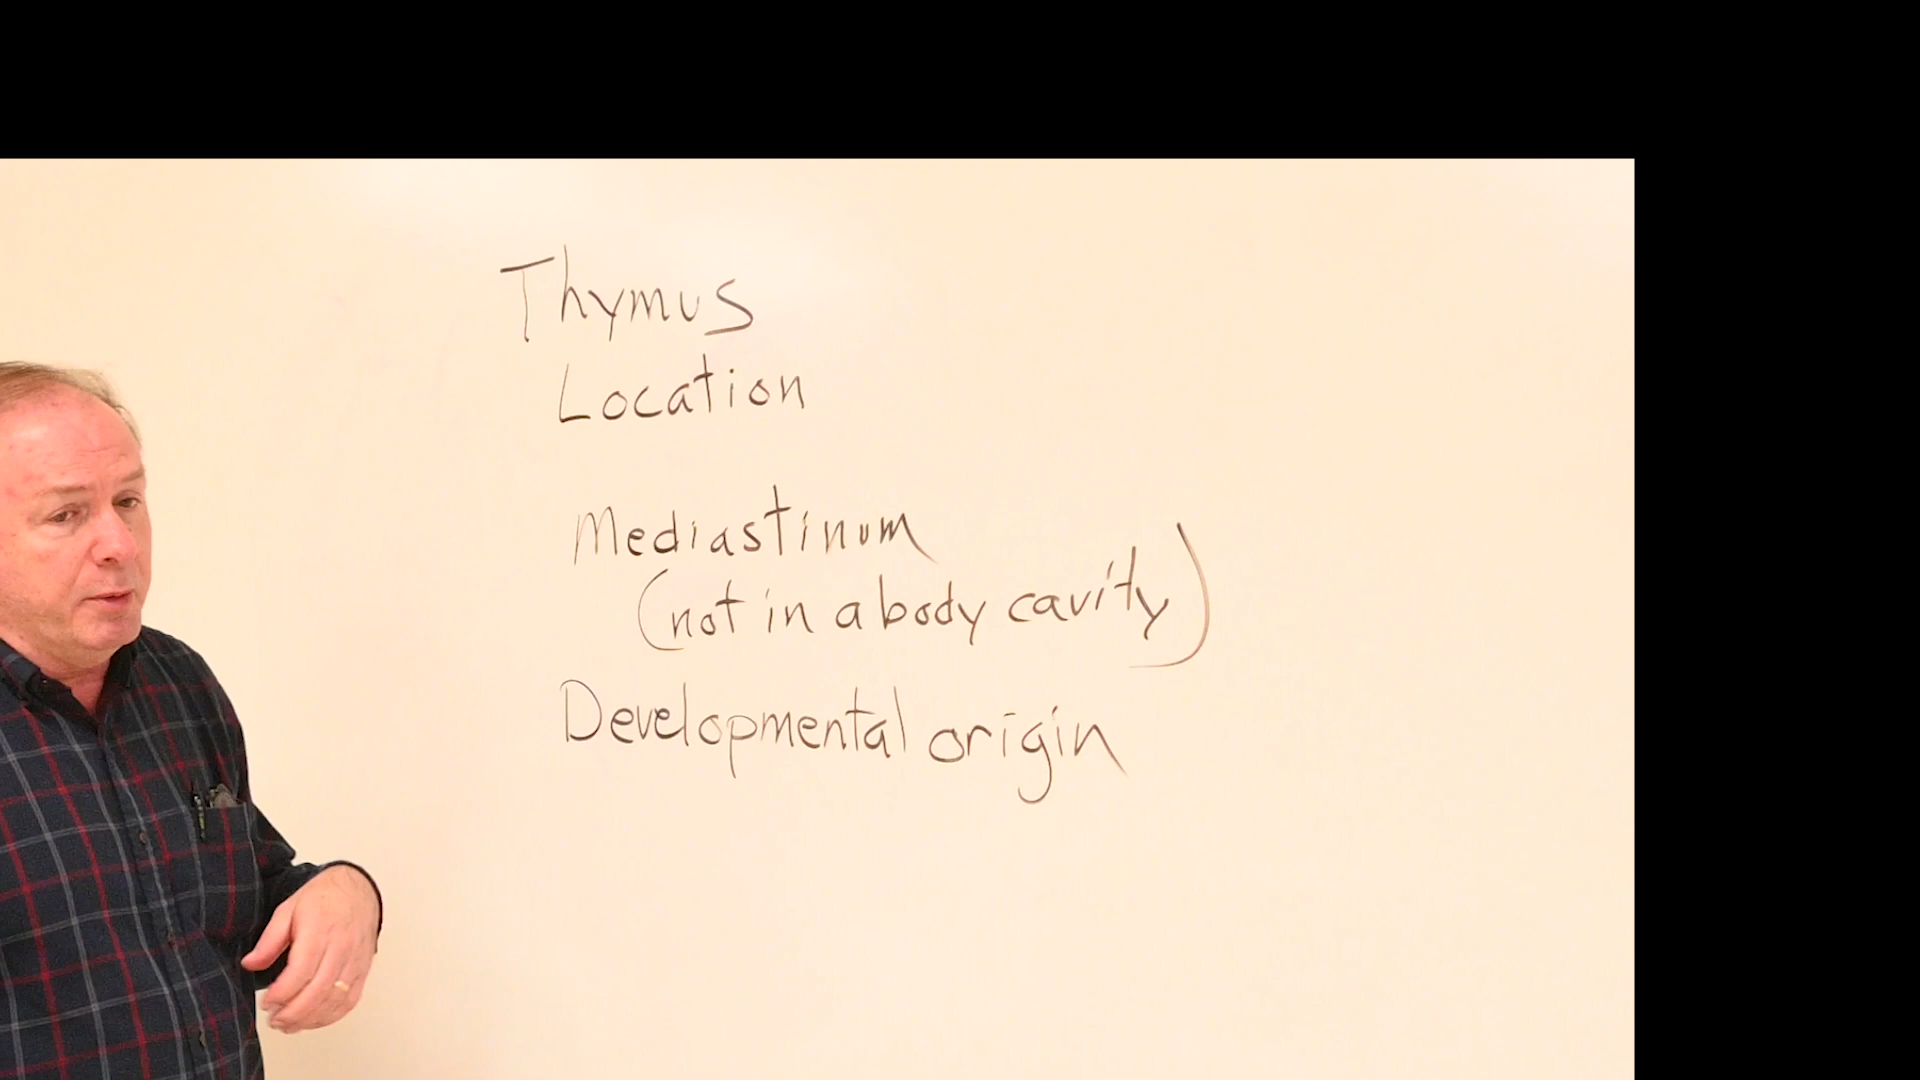 Thymus
Location
Mediastinum
(not in a body cavity)
Developmental origin